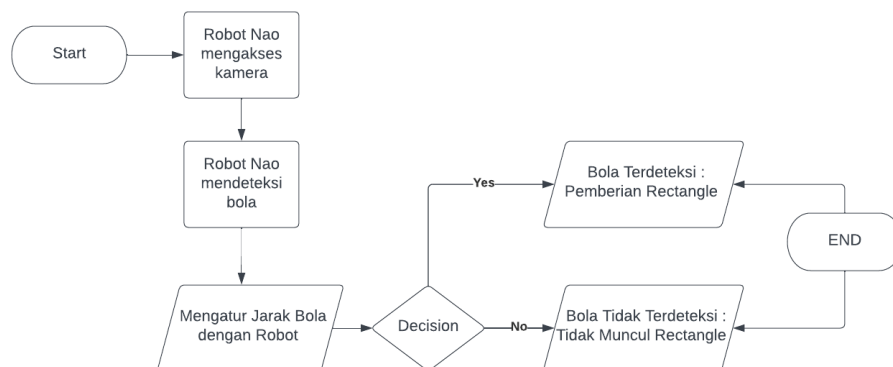 Start
Robot Nao
mengakses
kamera
Robot Nao
mendeteksi
bola
Mengatur Jarak Bola
dengan Robot
Decision
Yes
Bola Terdeteksi :
Pemberian Rectangle
No
Bola Tidak Terdeteksi :
Tidak Muncul Rectangle
END